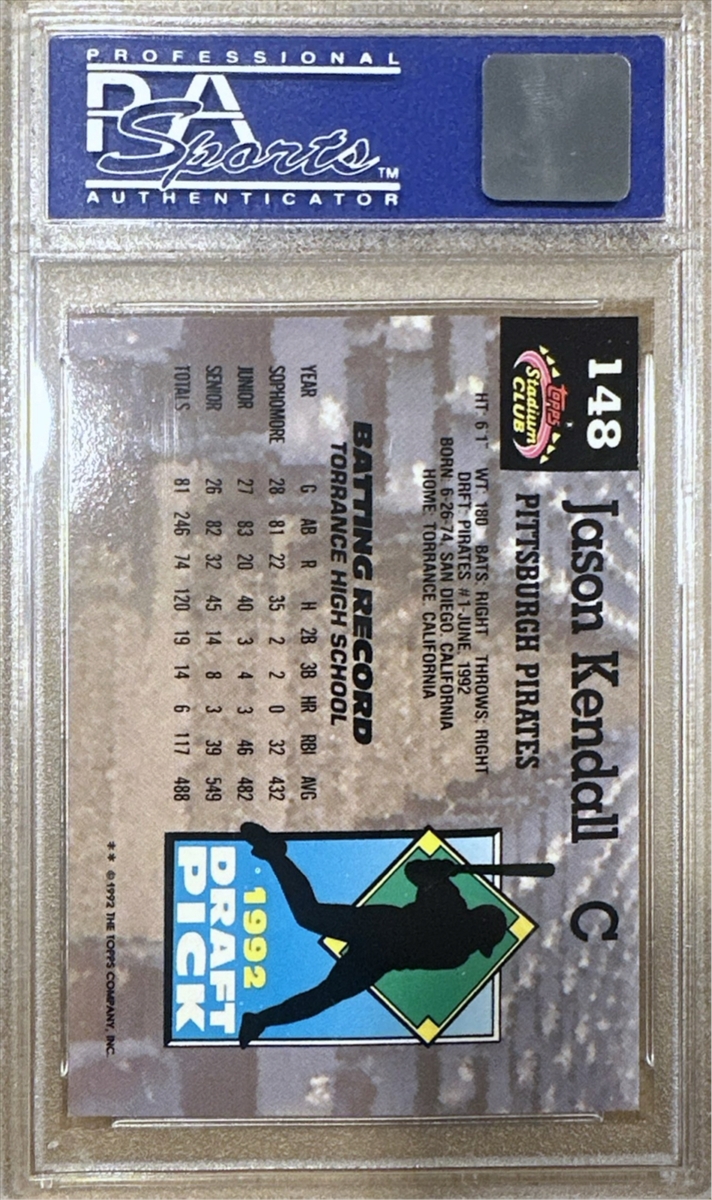 PROFESSIONAL
PSA
Sports™
AUTHENTICATOR
148
TOPPS
Stadium
CLUB
Jason Kendall C
PITTSBURGH PIRATES
HT: 6'1" WT: 180 BATS: RIGHT THROWS: RIGHT
DRFT: PIRATES #1-JUNE, 1992
BORN: 6-26-74, SAN DIEGO, CALIFORNIA
HOME: TORRANCE, CALIFORNIA
BATTING RECORD
TORRANCE HIGH SCHOOL
YEAR G AB R H 2B 3B HR RBI AVG
SOPHOMORE 28 81 22 35 2 2 0 32 432
JUNIOR 27 83 20 40 3 4 3 46 482
SENIOR 26 82 32 45 14 8 3 39 549
TOTALS 81 246 74 120 19 14 6 117 488
1992
DRAFT
PICK
** ©1992 THE TOPPS COMPANY, INC.